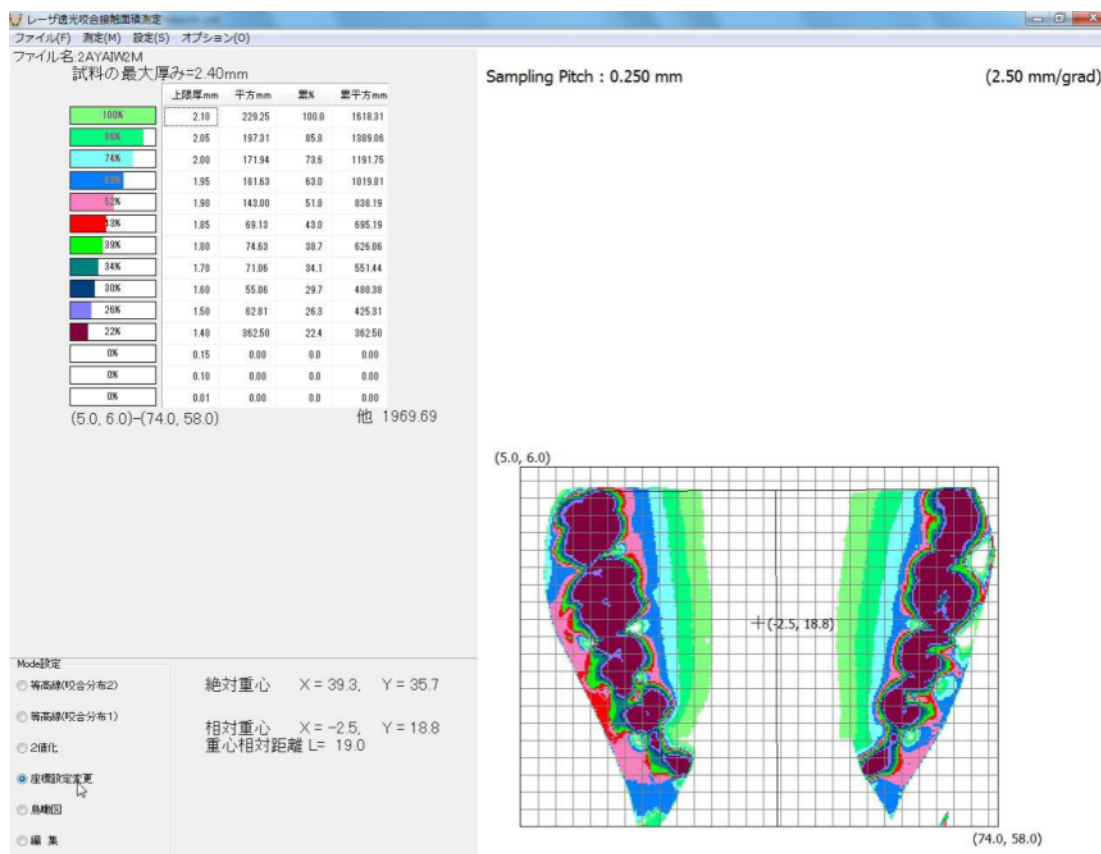 レーザ透光咬合接触面積測定
ファイル(F) 測定(M) 設定(S) オプション(O)
ファイル名:2AYAIW2M
試料の最大厚み=2.40mm
上限厚mm 平方mm 累% 累平方mm
100% 2.10 229.25 100.0 1618.31
86% 2.05 197.31 85.8 1389.06
74% 2.00 171.94 73.6 1191.75
63% 1.95 181.63 63.0 1019.81
52% 1.90 143.00 51.8 838.19
43% 1.85 69.13 43.0 695.19
39% 1.80 74.63 38.7 626.06
34% 1.70 71.06 34.1 551.44
30% 1.60 55.06 29.7 480.38
26% 1.50 62.81 26.3 425.31
22% 1.40 362.50 22.4 362.50
0% 0.15 0.00 0.0 0.00
0% 0.10 0.00 0.0 0.00
0% 0.01 0.00 0.0 0.00
(5.0, 6.0)-(74.0, 58.0) 他 1969.69
Mode設定
等高線(咬合分布2)
等高線(咬合分布1)
2値化
座標設定変更
鳥瞰図
編 集
絶対重心 X = 39.3, Y = 35.7
相対重心 X = -2.5, Y = 18.8
重心相対距離 L= 19.0
Sampling Pitch : 0.250 mm (2.50 mm/grad)
(5.0, 6.0)
(-2.5, 18.8)
(74.0, 58.0)